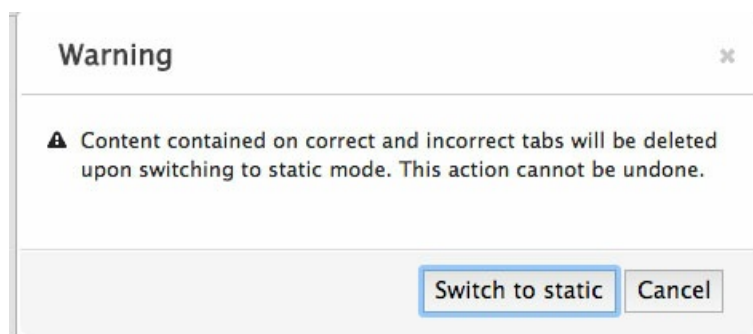 Warning
Content contained on correct and incorrect tabs will be deleted
upon switching to static mode. This action cannot be undone.
Switch to static Cancel